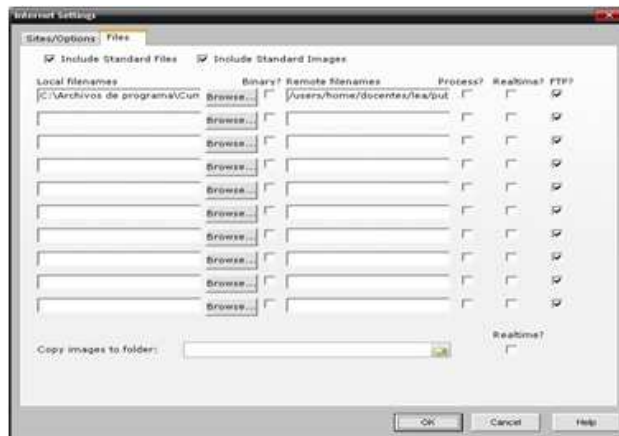 Internet Settings
Sites/Options Files
Include Standard Files Include Standard Images
Local filenames Binary? Remote filenames Process? Realtime? FTP?
C:\Archivos de programa\Cum Browse... /users/home/docentes/lea/put
Browse...
Browse...
Browse...
Browse...
Browse...
Browse...
Browse...
Browse...
Browse...
Realtime?
Copy images to folder:
OK Cancel Help